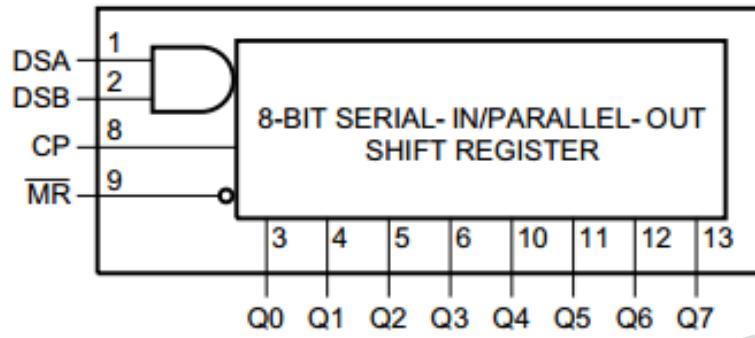 DSA 1
DSB 2
CP 8
MR 9
8-BIT SERIAL- IN/PARALLEL- OUT
SHIFT REGISTER
3 4 5 6 10 11 12 13
Q0 Q1 Q2 Q3 Q4 Q5 Q6 Q7